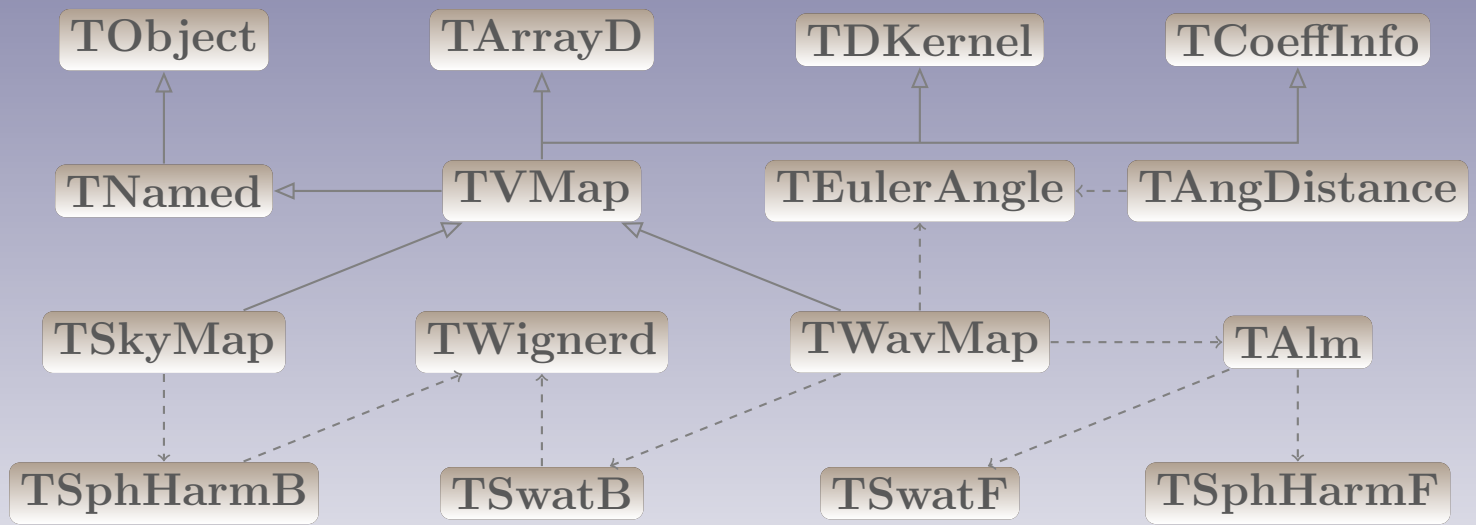 TObject
TArrayD
TDKernel
TCoeffInfo
TNamed
TVMap
TEulerAngle
TAngDistance
TSkyMap
TWignerd
TWavMap
TAlm
TSphHarmB
TSwatB
TSwatF
TSphHarmF